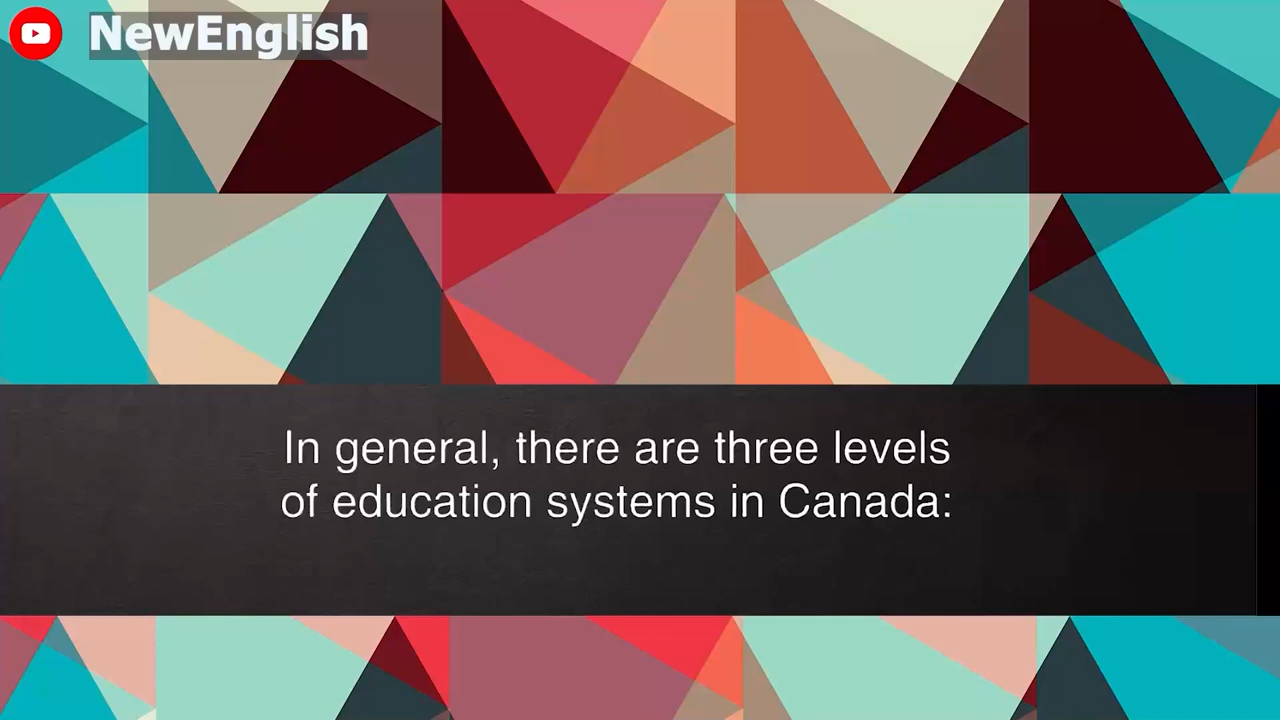 NewEnglish
In general, there are three levels
of education systems in Canada: